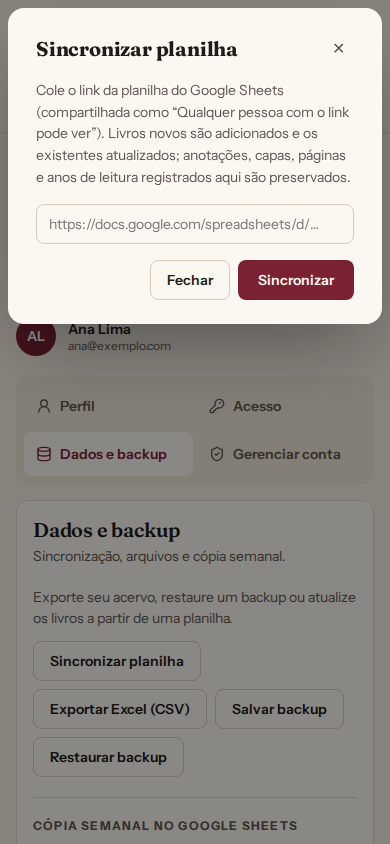 Sincronizar planilha
Cole o link da planilha do Google Sheets
(compartilhada como “Qualquer pessoa com o link
pode ver”). Livros novos são adicionados e os
existentes atualizados; anotações, capas, páginas
e anos de leitura registrados aqui são preservados.
https://docs.google.com/spreadsheets/d/...
Fechar
Sincronizar
AL
Ana Lima
ana@exemplo.com
Perfil
Acesso
Dados e backup
Gerenciar conta
Dados e backup
Sincronização, arquivos e cópia semanal.
Exporte seu acervo, restaure um backup ou atualize
os livros a partir de uma planilha.
Sincronizar planilha
Exportar Excel (CSV)
Salvar backup
Restaurar backup
CÓPIA SEMANAL NO GOOGLE SHEETS